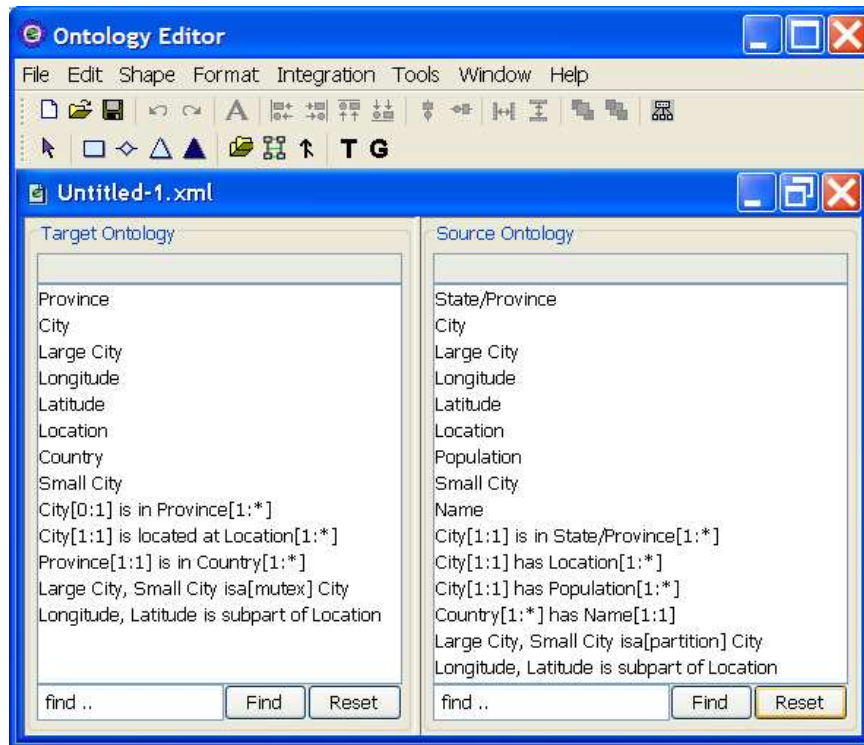 Ontology Editor
File Edit Shape Format Integration Tools Window Help
A
T G
Untitled-1.xml
Target Ontology
Province
City
Large City
Longitude
Latitude
Location
Country
Small City
City[0:1] is in Province[1:*]
City[1:1] is located at Location[1:*]
Province[1:1] is in Country[1:*]
Large City, Small City isa[mutex] City
Longitude, Latitude is subpart of Location
find ..
Find
Reset
Source Ontology
State/Province
City
Large City
Longitude
Latitude
Location
Population
Small City
Name
City[1:1] is in State/Province[1:*]
City[1:1] has Location[1:*]
City[1:1] has Population[1:*]
Country[1:*] has Name[1:1]
Large City, Small City isa[partition] City
Longitude, Latitude is subpart of Location
find ..
Find
Reset